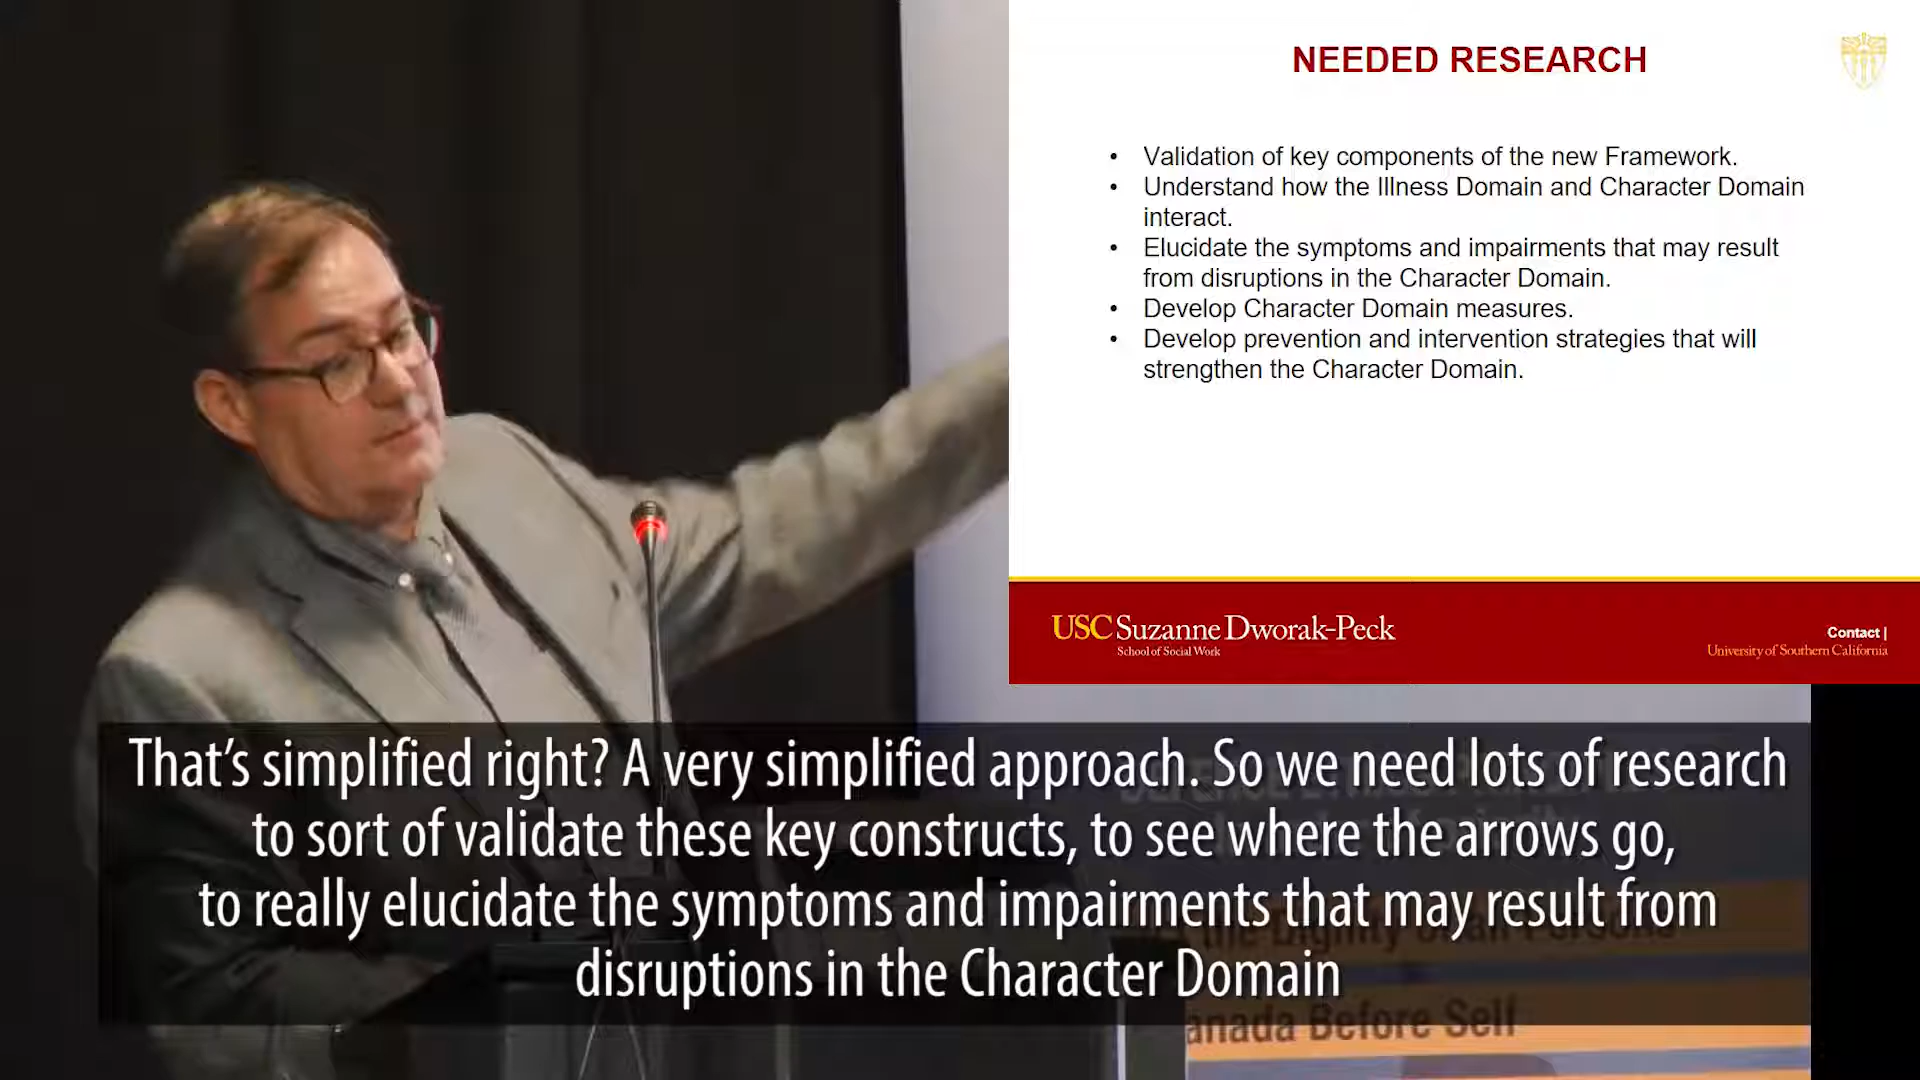 NEEDED RESEARCH
• Validation of key components of the new Framework.
• Understand how the Illness Domain and Character Domain
interact.
• Elucidate the symptoms and impairments that may result
from disruptions in the Character Domain.
• Develop Character Domain measures.
• Develop prevention and intervention strategies that will
strengthen the Character Domain.
USC Suzanne Dworak-Peck
School of Social Work
Contact |
University of Southern California
That's simplified right? A very simplified approach. So we need lots of research
to sort of validate these key constructs, to see where the arrows go,
to really elucidate the symptoms and impairments that may result from
disruptions in the Character Domain
the Dignity of all Persons
anada Before Self